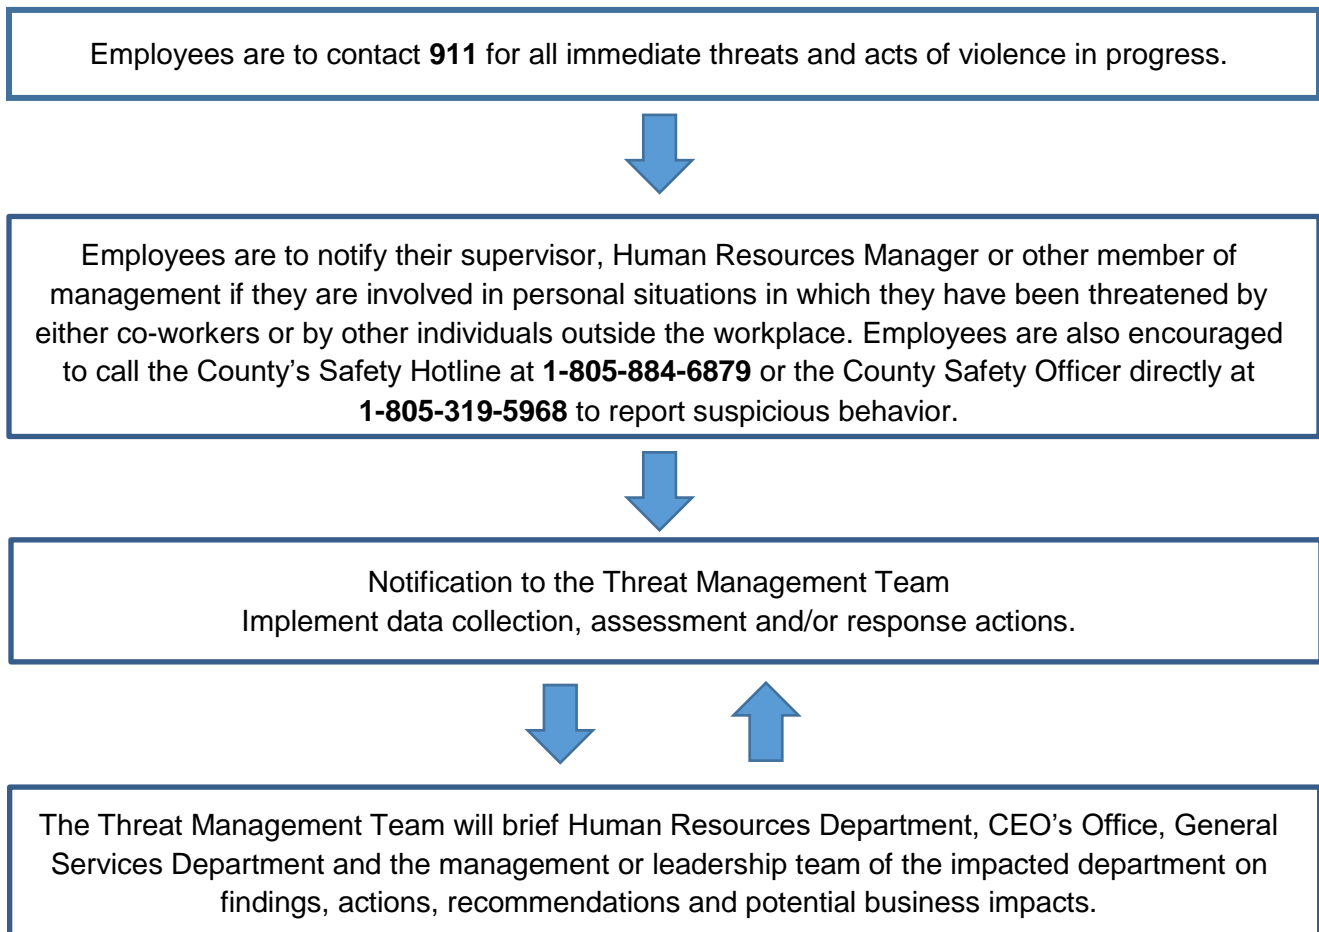 Employees are to contact 911 for all immediate threats and acts of violence in progress.
Employees are to notify their supervisor, Human Resources Manager or other member of
management if they are involved in personal situations in which they have been threatened by
either co-workers or by other individuals outside the workplace. Employees are also encouraged
to call the County’s Safety Hotline at 1-805-884-6879 or the County Safety Officer directly at
1-805-319-5968 to report suspicious behavior.
Notification to the Threat Management Team
Implement data collection, assessment and/or response actions.
The Threat Management Team will brief Human Resources Department, CEO’s Office, General
Services Department and the management or leadership team of the impacted department on
findings, actions, recommendations and potential business impacts.